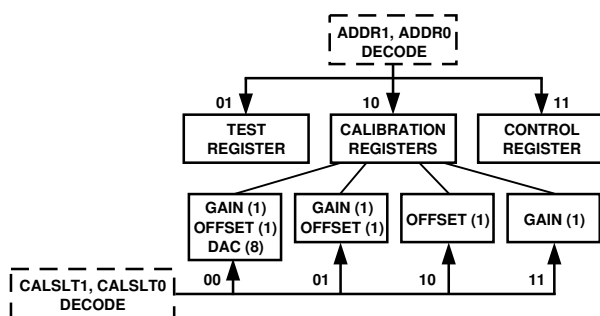 ADDR1, ADDR0
DECODE
01
10
11
TEST
REGISTER
CALIBRATION
REGISTERS
CONTROL
REGISTER
GAIN (1)
OFFSET (1)
DAC (8)
GAIN (1)
OFFSET (1)
OFFSET (1)
GAIN (1)
CALSLT1, CALSLT0
DECODE
00
01
10
11